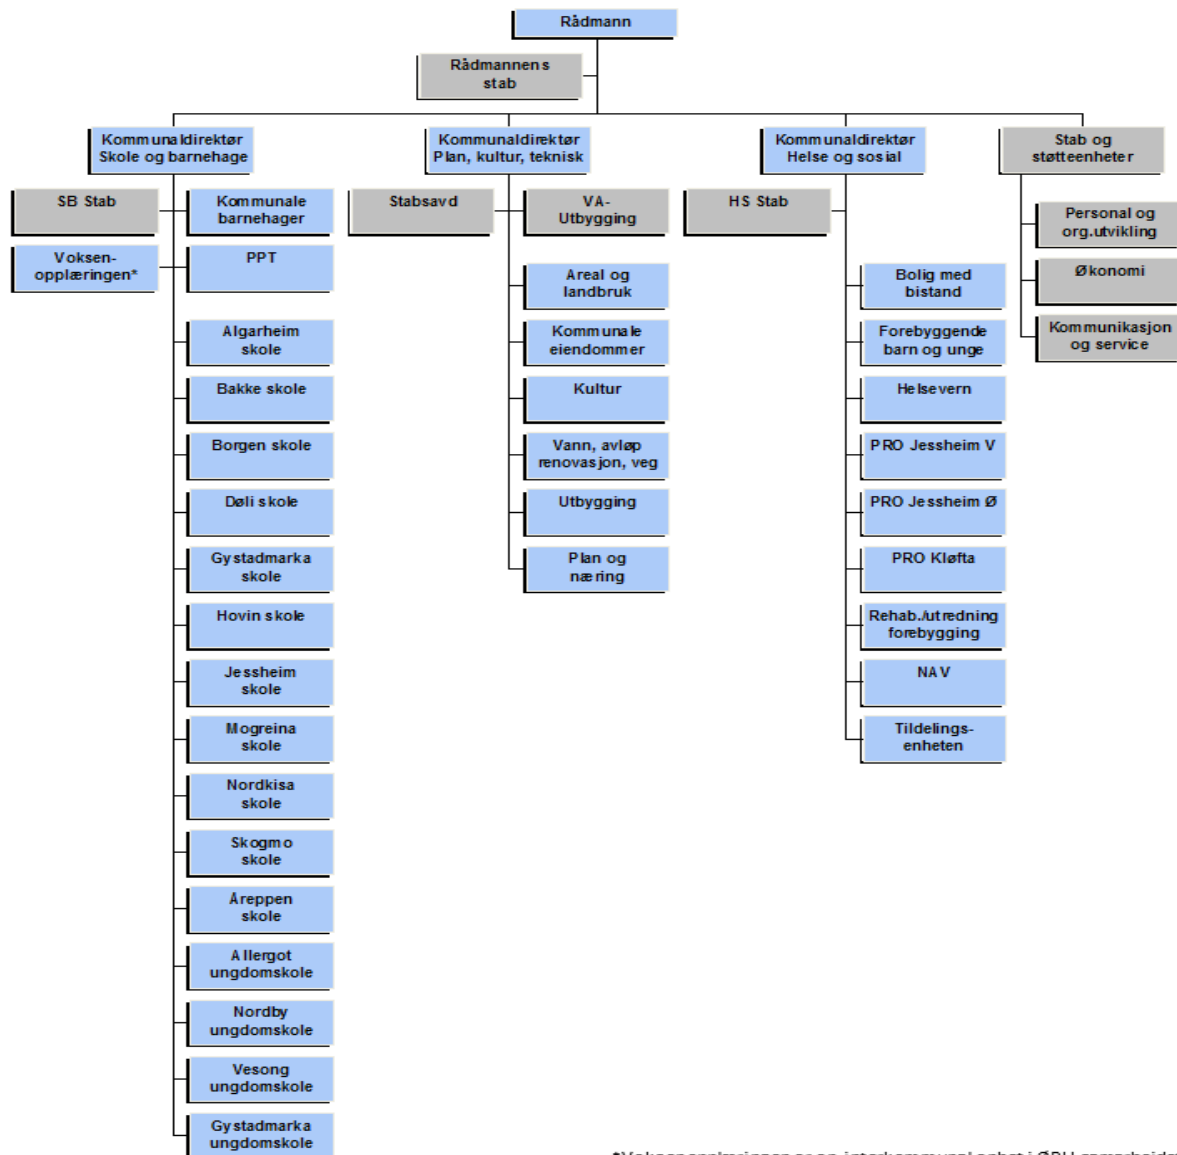 Rådmann
Rådmannens
stab
Kommunaldirektør
Skole og barnehage
Kommunaldirektør
Plan, kultur, teknisk
Kommunaldirektør
Helse og sosial
Stab og
støtteenheter
SB Stab
Kommunale
barnehager
Voksen-
opplæringen*
PPT
Algarheim
skole
Bakke skole
Borgen skole
Døli skole
Gystadmarka
skole
Hovin skole
Jessheim
skole
Mogreina
skole
Nordkisa
skole
Skogmo
skole
Åreppen
skole
Allergot
ungdomskole
Nordby
ungdomskole
Vesong
ungdomskole
Gystadmarka
ungdomskole
Stabsavd
VA-
Utbygging
Areal og
landbruk
Kommunale
eiendommer
Kultur
Vann, avløp
renovasjon, veg
Utbygging
Plan og
næring
HS Stab
Bolig med
bistand
Forebyggende
barn og unge
Helsevern
PRO Jessheim V
PRO Jessheim Ø
PRO Kløfta
Rehab./utredning
forebygging
NAV
Tildelings-
enheten
Personal og
org.utvikling
Økonomi
Kommunikasjon
og service